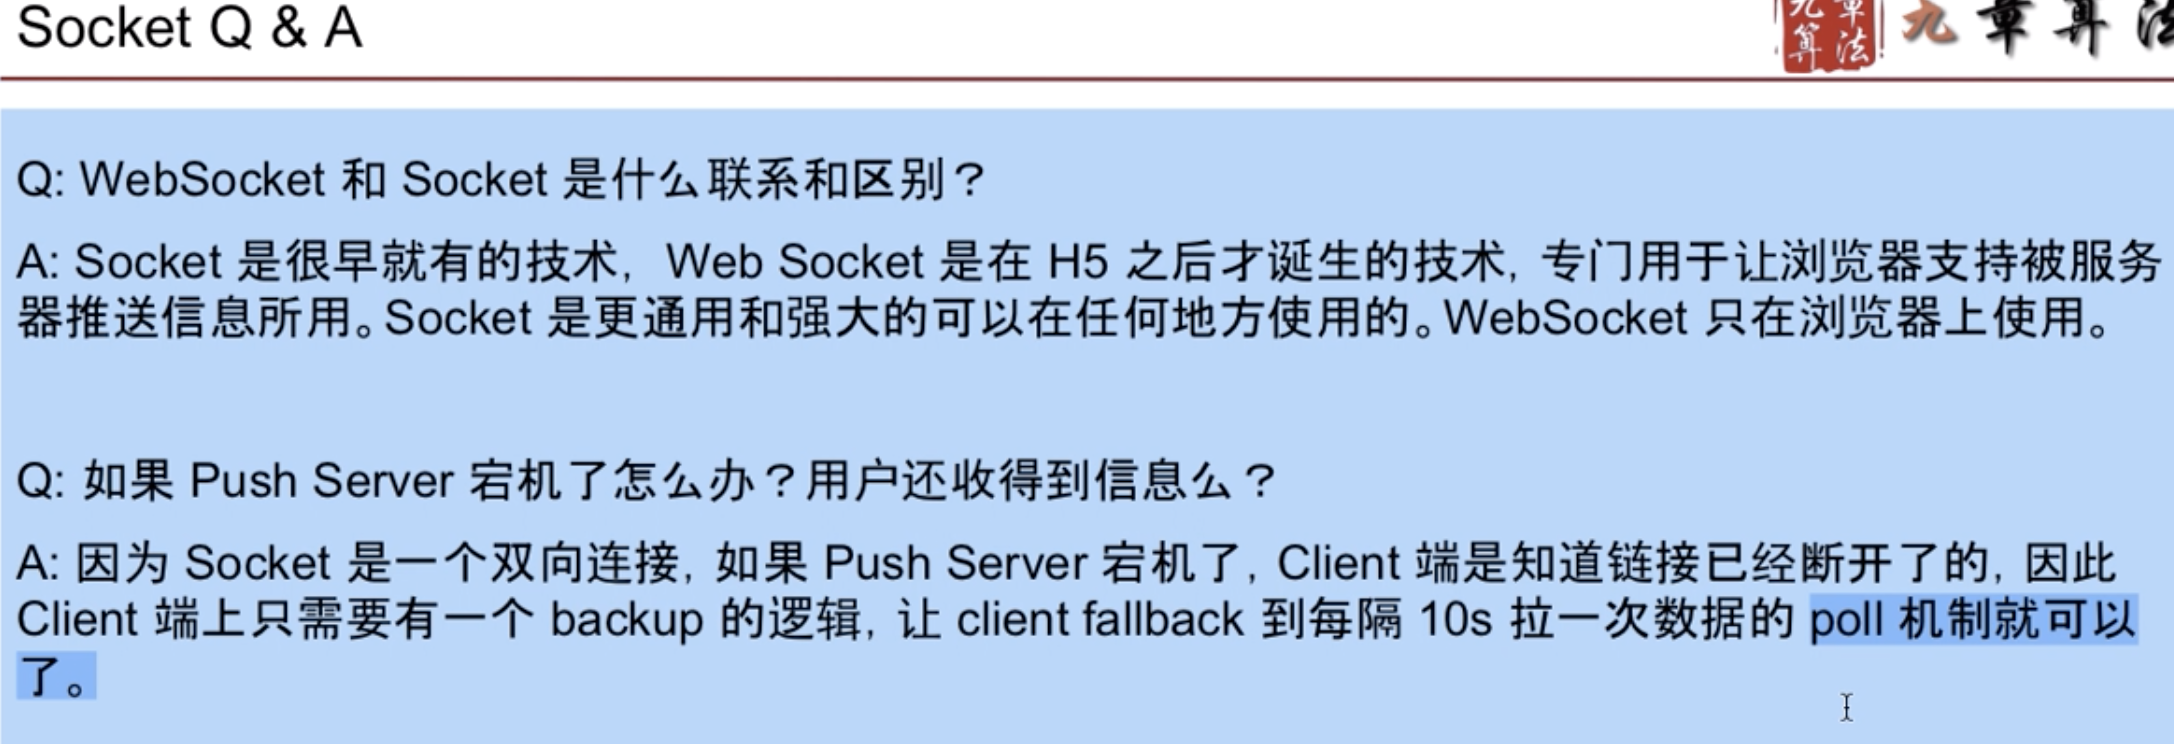 Socket Q & A
九章算法
九章算法
Q: WebSocket 和 Socket 是什么联系和区别？
A: Socket 是很早就有的技术，Web Socket 是在 H5 之后才诞生的技术，专门用于让浏览器支持被服务
器推送信息所用。Socket 是更通用和强大的可以在任何地方使用的。WebSocket 只在浏览器上使用。
Q: 如果 Push Server 宕机了怎么办？用户还收得到信息么？
A: 因为 Socket 是一个双向连接，如果 Push Server 宕机了，Client 端是知道链接已经断开了的，因此
Client 端上只需要有一个 backup 的逻辑，让 client fallback 到每隔 10s 拉一次数据的 poll 机制就可以
了。